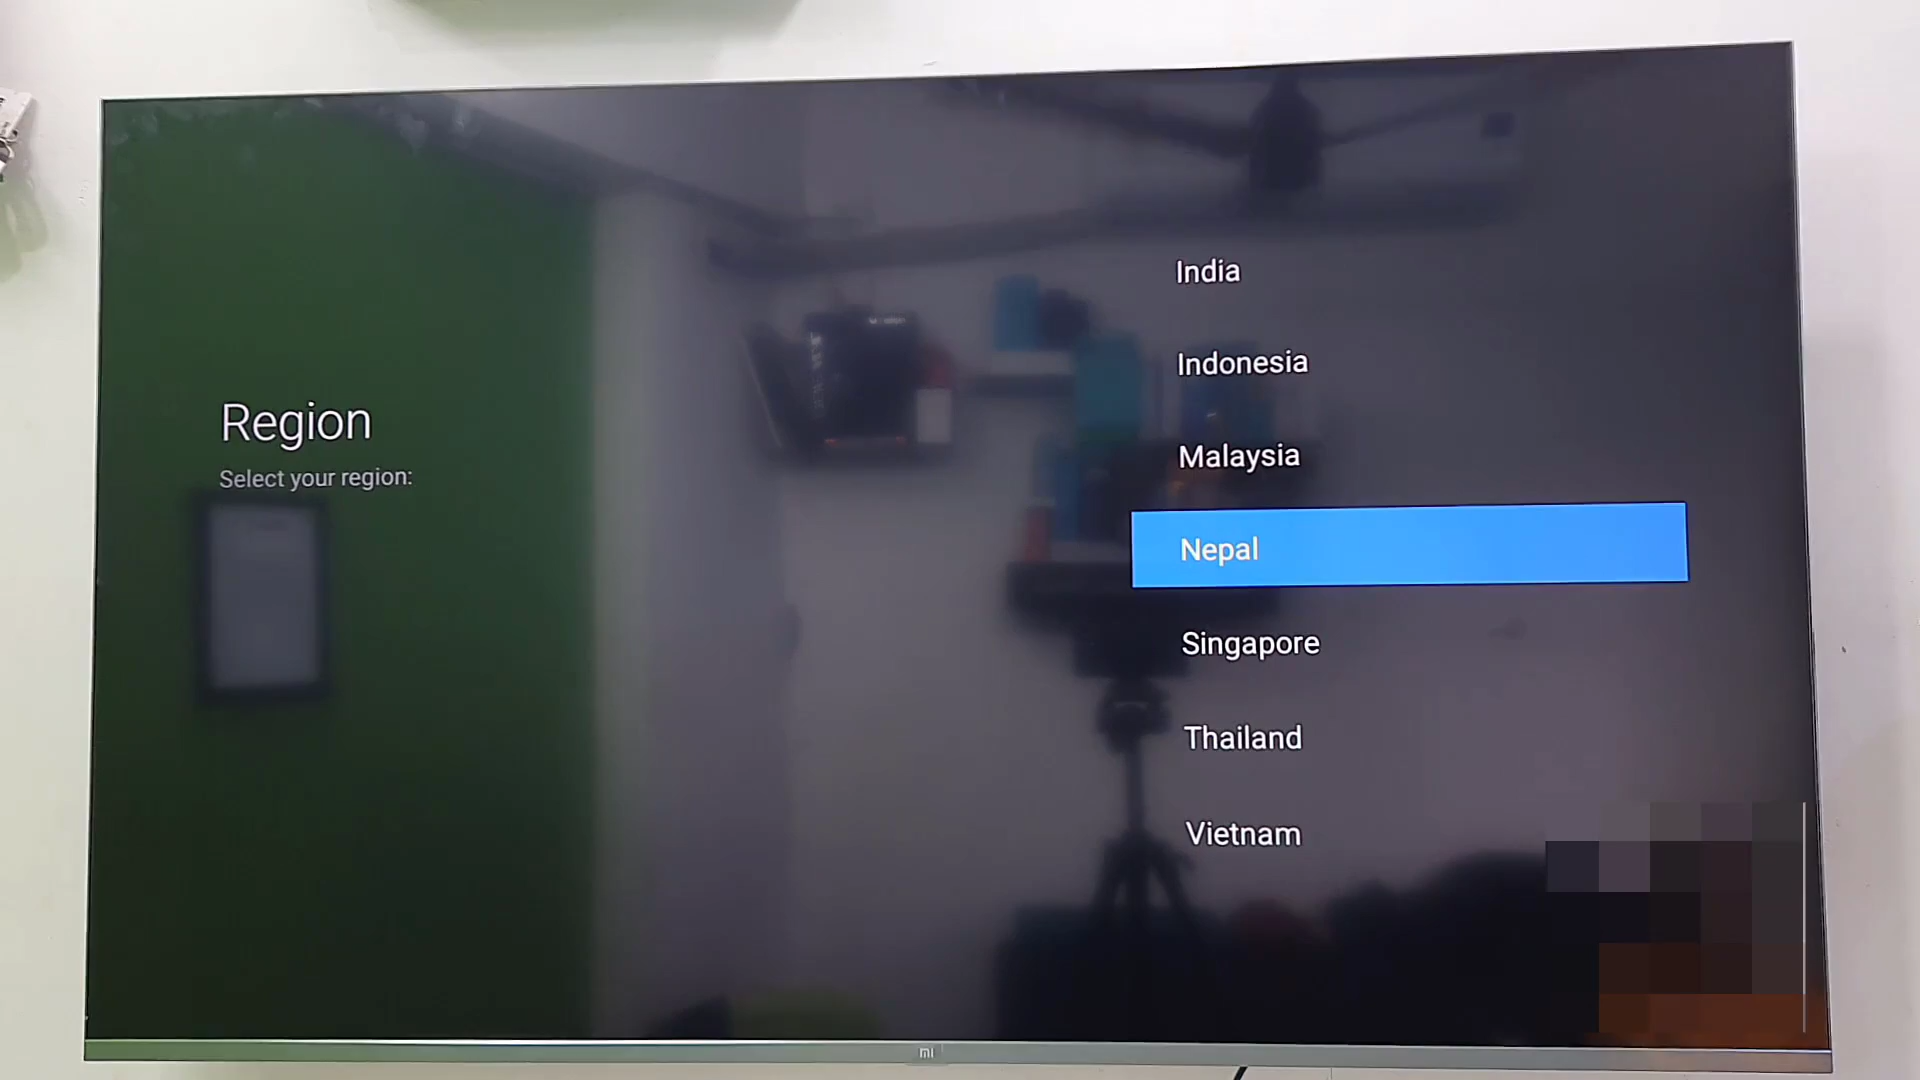 Region
Select your region:
India
Indonesia
Malaysia
Nepal
Singapore
Thailand
Vietnam
mi